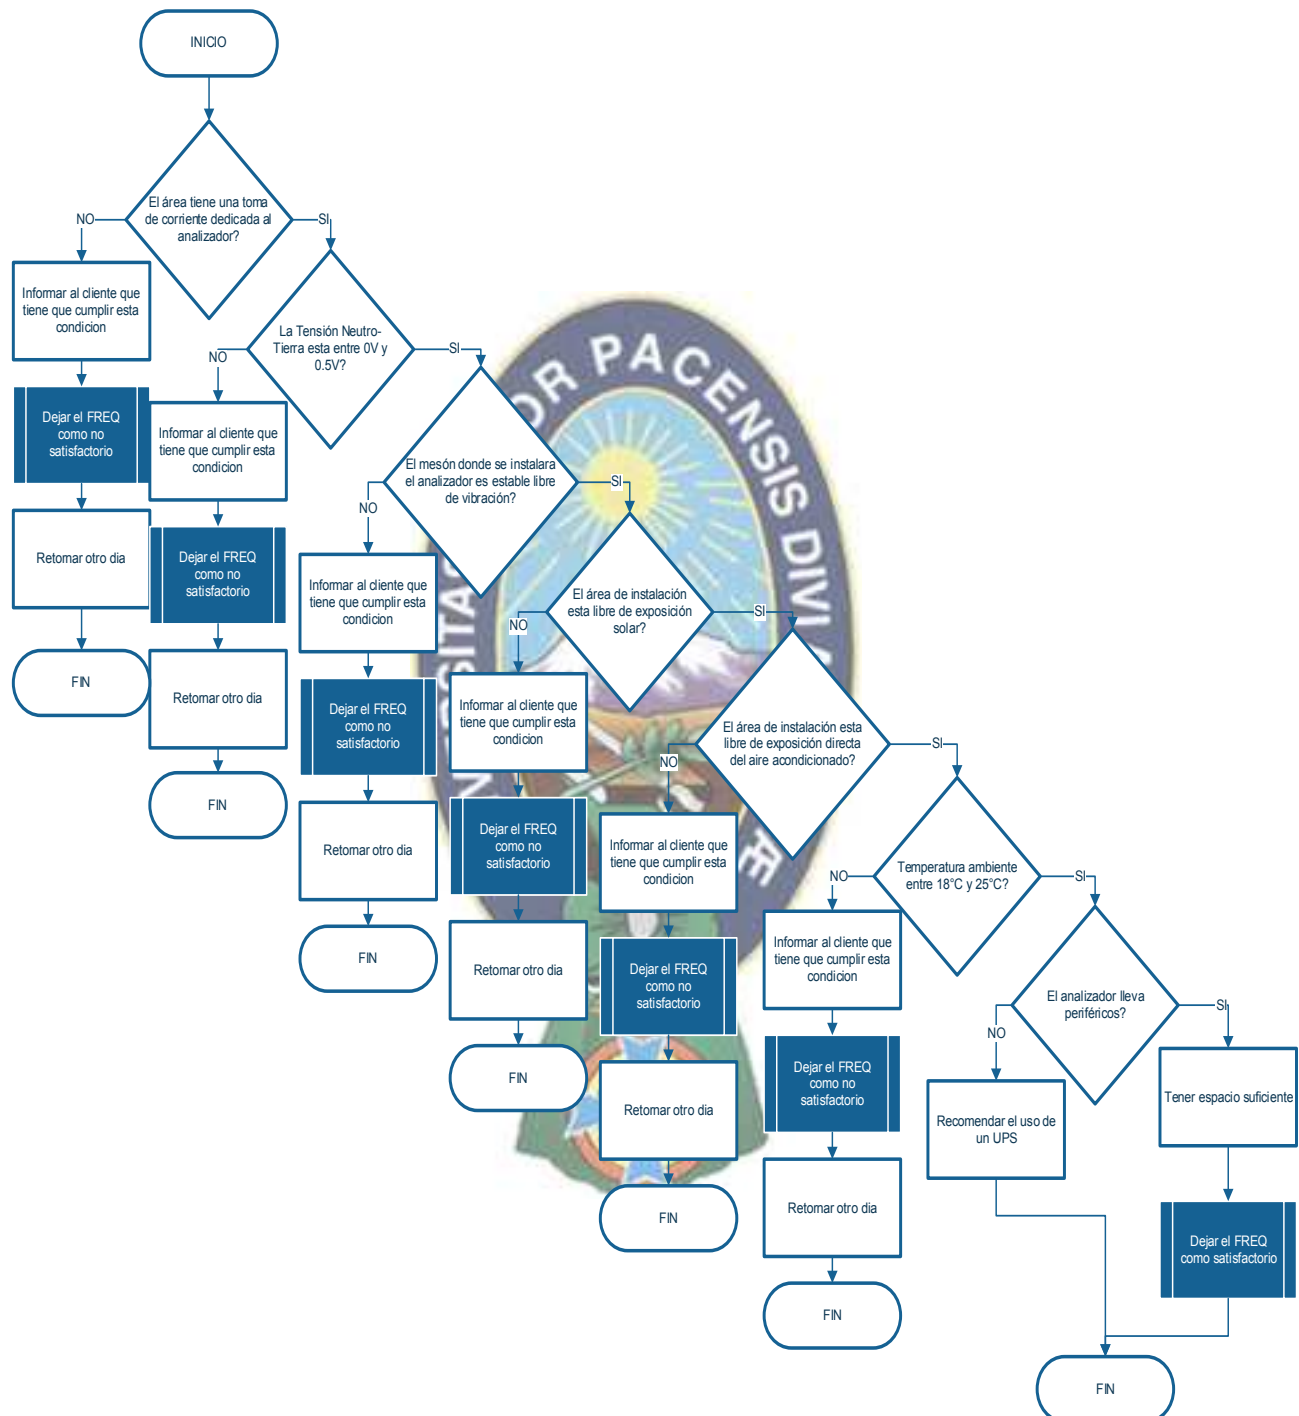 INICIO
El área tiene una toma
de corriente dedicada al
analizador?
NO
SI
Informar al cliente que
tiene que cumplir esta
condicion
Dejar el FREQ
como no
satisfactorio
Retornar otro dia
FIN
La Tensión Neutro-
Tierra esta entre 0V y
0.5V?
NO
SI
Informar al cliente que
tiene que cumplir esta
condicion
Dejar el FREQ
como no
satisfactorio
Retornar otro dia
FIN
El mesón donde se instalara
el analizador es estable libre
de vibración?
NO
SI
Informar al cliente que
tiene que cumplir esta
condicion
Dejar el FREQ
como no
satisfactorio
Retornar otro dia
FIN
El área de instalación
esta libre de exposición
solar?
NO
SI
Informar al cliente que
tiene que cumplir esta
condicion
Dejar el FREQ
como no
satisfactorio
Retornar otro dia
FIN
El área de instalación esta
libre de exposición directa
del aire acondicionado?
NO
SI
Informar al cliente que
tiene que cumplir esta
condicion
Dejar el FREQ
como no
satisfactorio
Retornar otro dia
FIN
Temperatura ambiente
entre 18°C y 25°C?
NO
SI
Informar al cliente que
tiene que cumplir esta
condicion
Dejar el FREQ
como no
satisfactorio
Retornar otro dia
FIN
El analizador lleva
periféricos?
NO
SI
Recomendar el uso de
un UPS
Tener espacio suficiente
Dejar el FREQ
como satisfactorio
FIN
OR PACENSIS DIVI